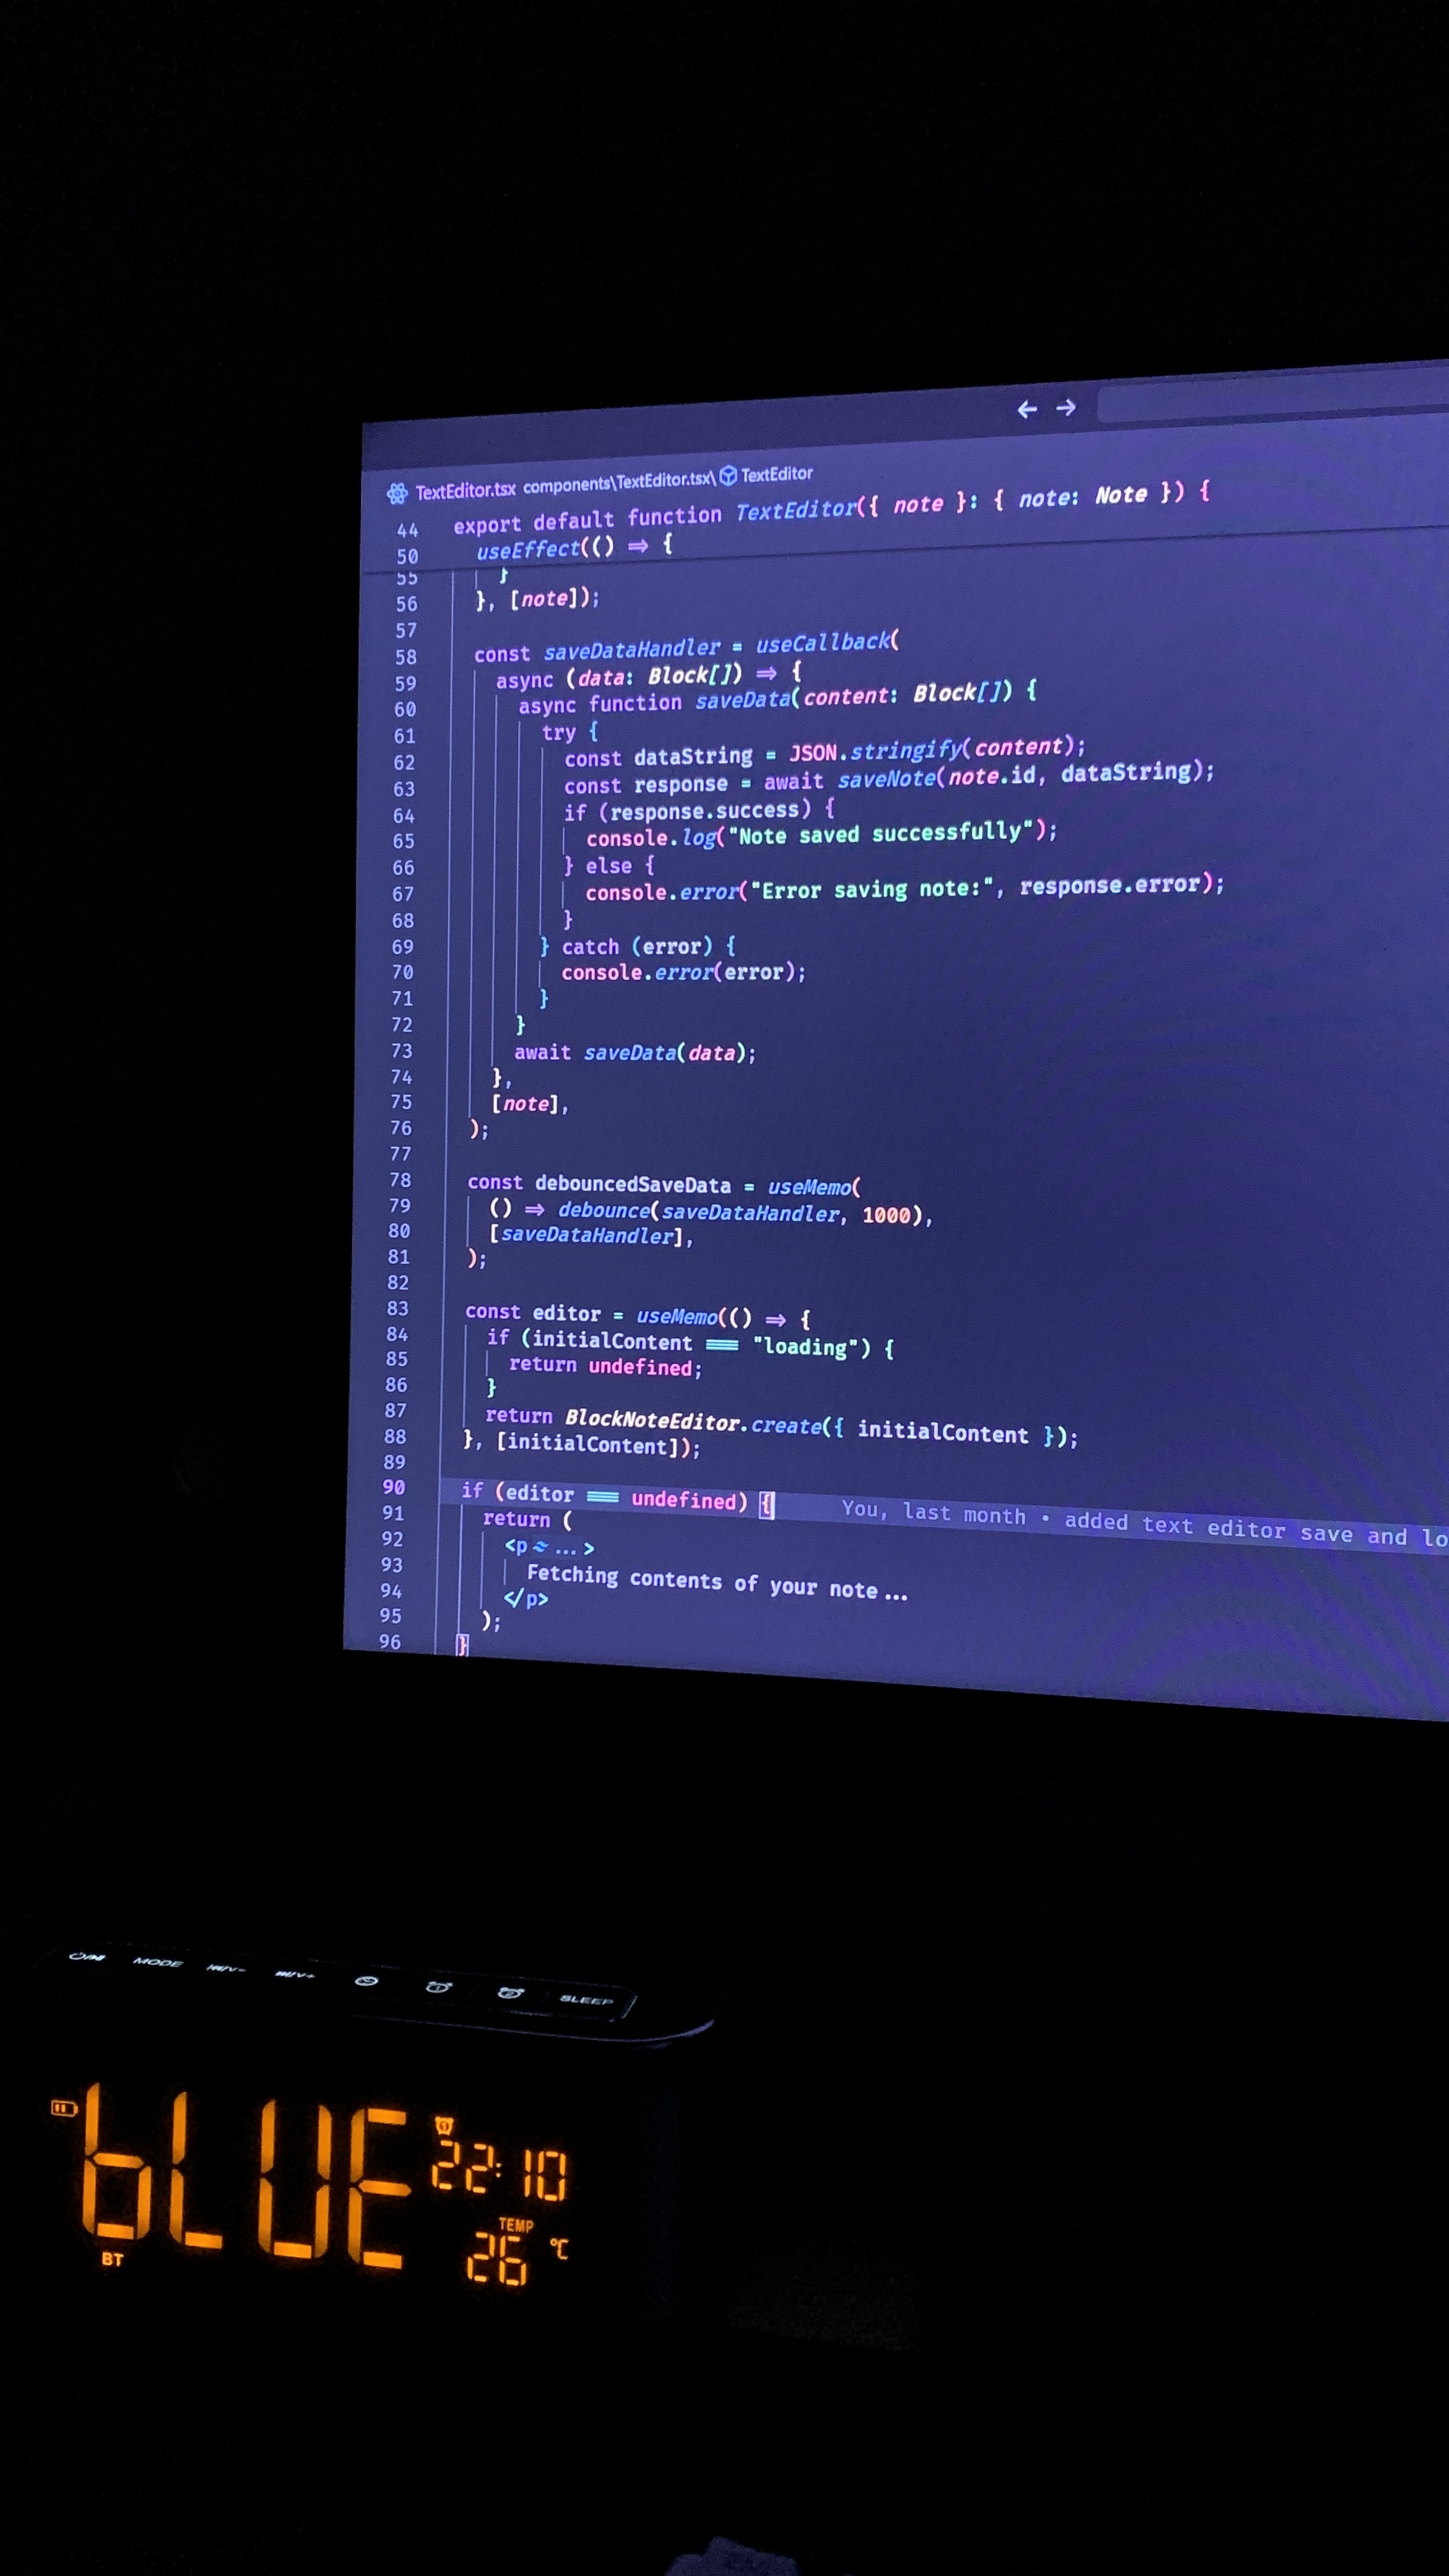 TextEditor.tsx components\TextEditor.tsx\ TextEditor
44 export default function TextEditor({ note }: { note: Note }) {
50 useEffect(() => {
55 }
56 }, [note]);
57
58 const saveDataHandler = useCallback(
59 async (data: Block[]) => {
60 async function saveData(content: Block[]) {
61 try {
62 const dataString = JSON.stringify(content);
63 const response = await saveNote(note.id, dataString);
64 if (response.success) {
65 console.log("Note saved successfully");
66 } else {
67 console.error("Error saving note:", response.error);
68 }
69 } catch (error) {
70 console.error(error);
71 }
72 }
73 await saveData(data);
74 },
75 [note],
76 );
77
78 const debouncedSaveData = useMemo(
79 () => debounce(saveDataHandler, 1000),
80 [saveDataHandler],
81 );
82
83 const editor = useMemo(() => {
84 if (initialContent === "loading") {
85 return undefined;
86 }
87 return BlockNoteEditor.create({ initialContent });
88 }, [initialContent]);
89
90 if (editor === undefined) { You, last month • added text editor save and lo
91 return (
92 <p ~ ... >
93 Fetching contents of your note...
94 </p>
95 );
96 }
MODE SLEEP
bLUE 22:10
TEMP
26 °C
BT